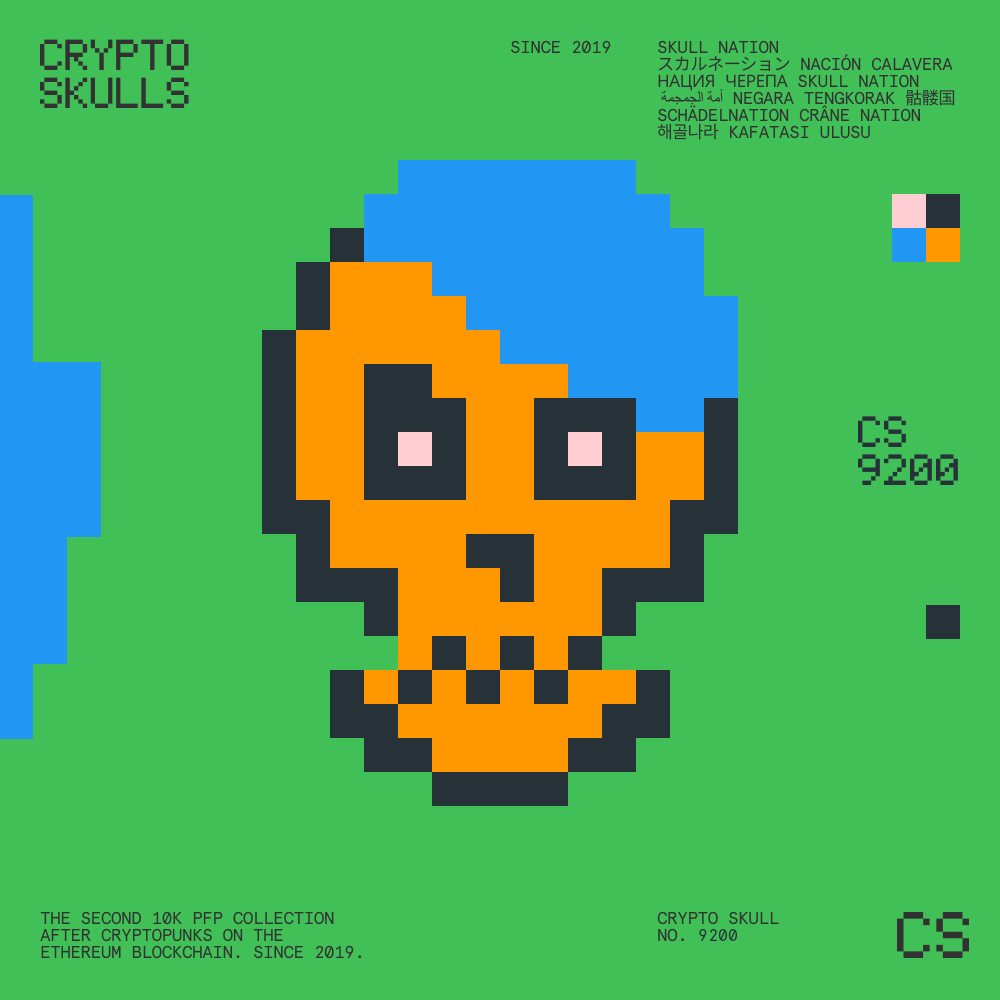 CRYPTO
SKULLS
SINCE 2019
SKULL NATION
スカルネーション NACIÓN CALAVERA
НАЦИЯ ЧЕРЕПА SKULL NATION
أمة الجمجمة NEGARA TENGKORAK 骷髅国
SCHÄDELNATION CRÂNE NATION
해골나라 KAFATASI ULUSU
CS
9200
THE SECOND 10K PFP COLLECTION
AFTER CRYPTOPUNKS ON THE
ETHEREUM BLOCKCHAIN. SINCE 2019.
CRYPTO SKULL
NO. 9200
CS